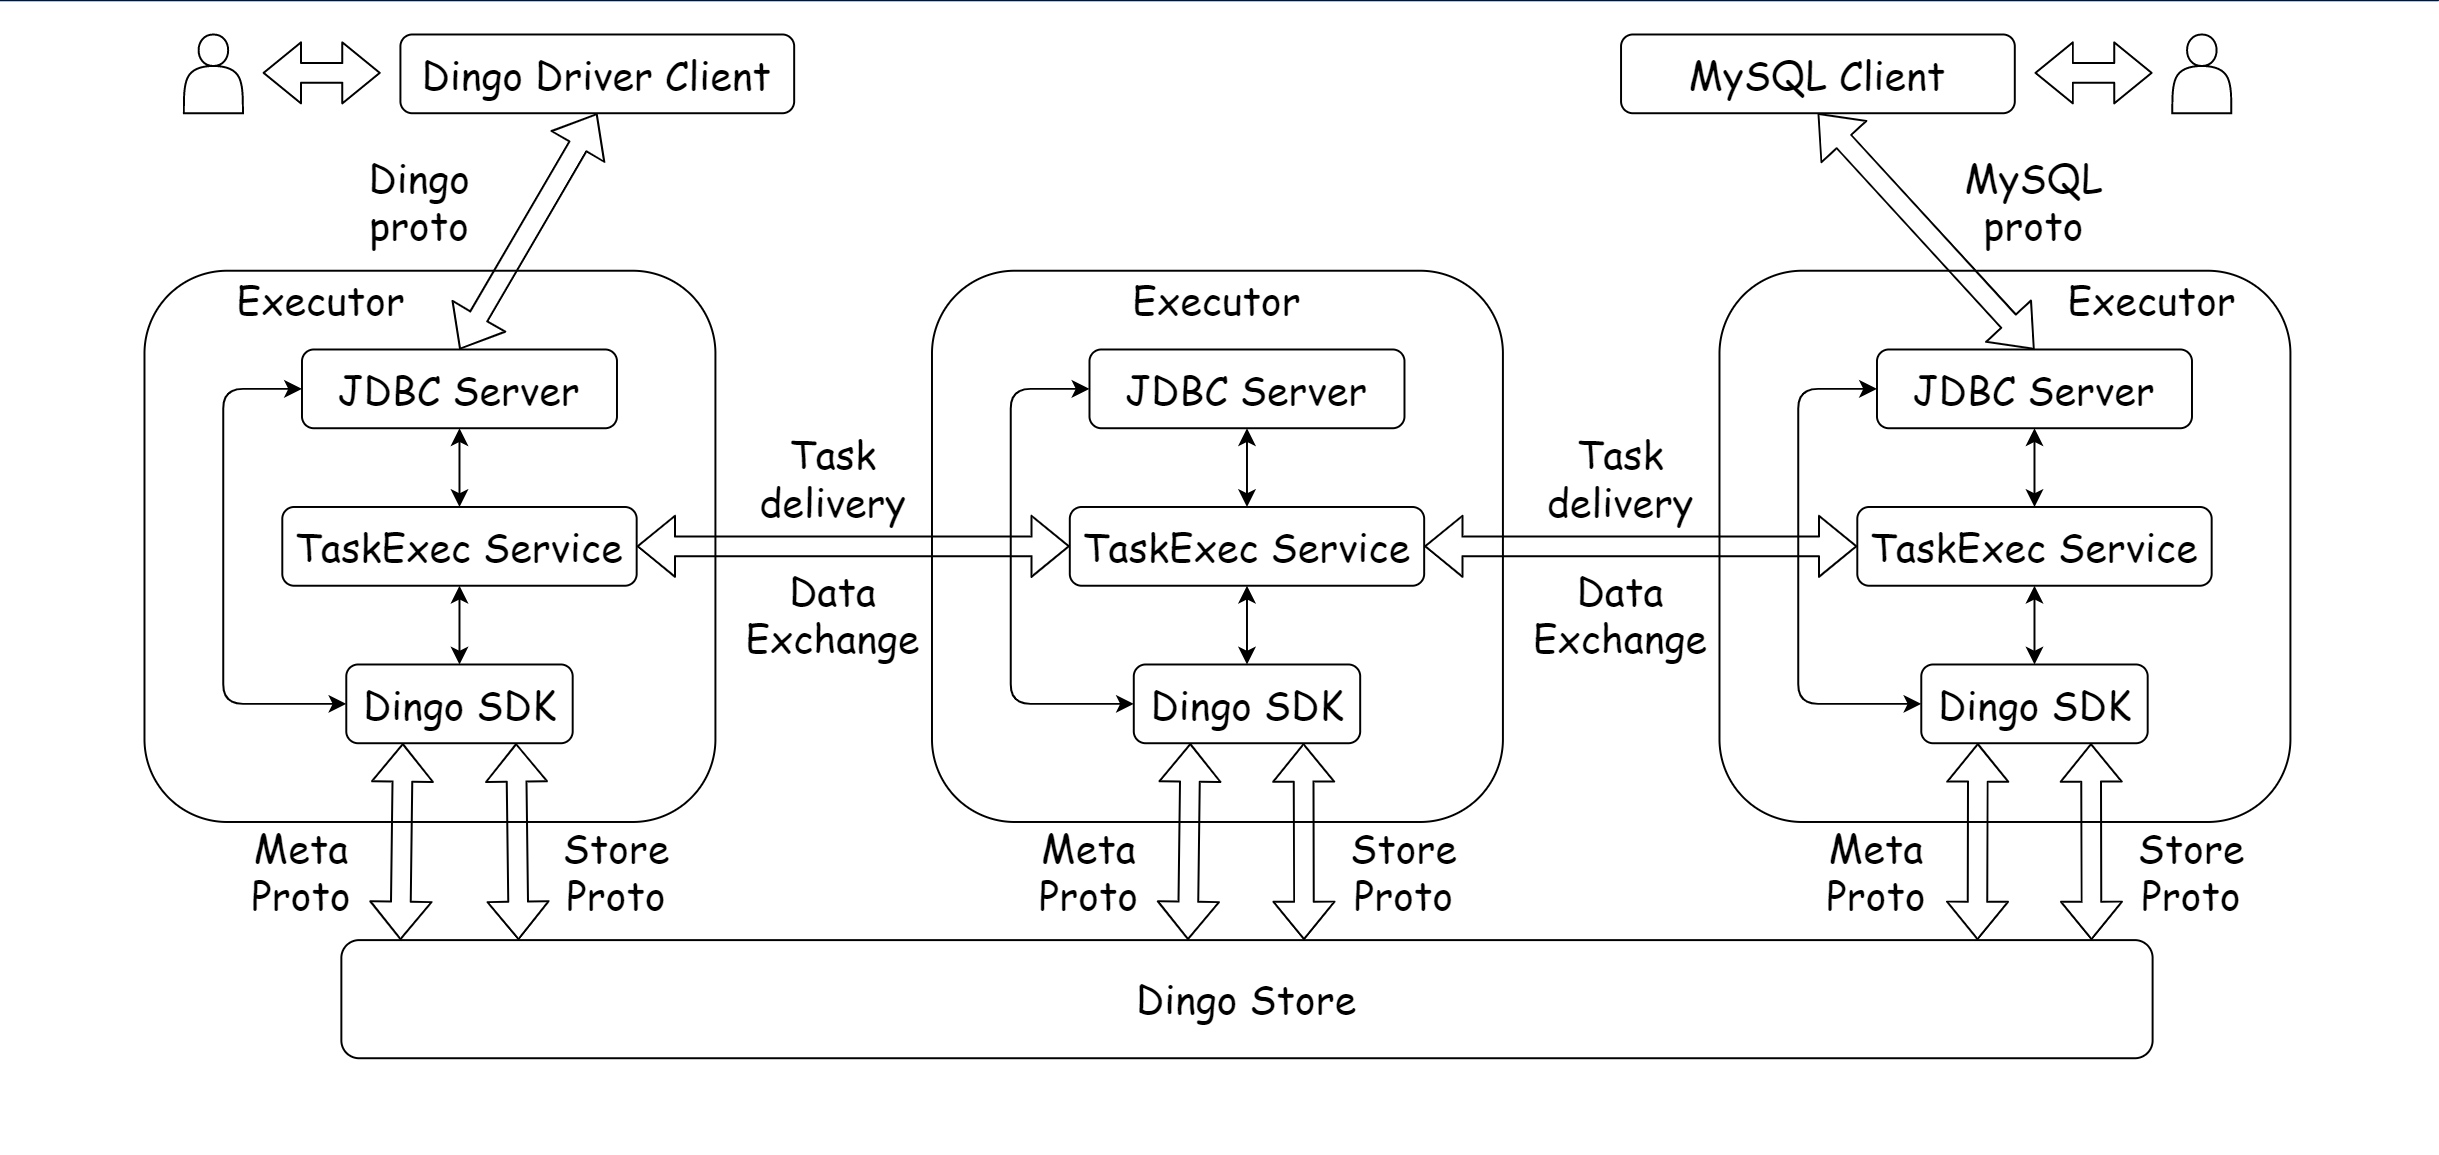 Dingo Driver Client
MySQL Client
Dingo
proto
MySQL
proto
Executor
Executor
Executor
JDBC Server
JDBC Server
JDBC Server
Task
delivery
Task
delivery
TaskExec Service
TaskExec Service
TaskExec Service
Data
Exchange
Data
Exchange
Dingo SDK
Dingo SDK
Dingo SDK
Meta
Proto
Store
Proto
Meta
Proto
Store
Proto
Meta
Proto
Store
Proto
Dingo Store